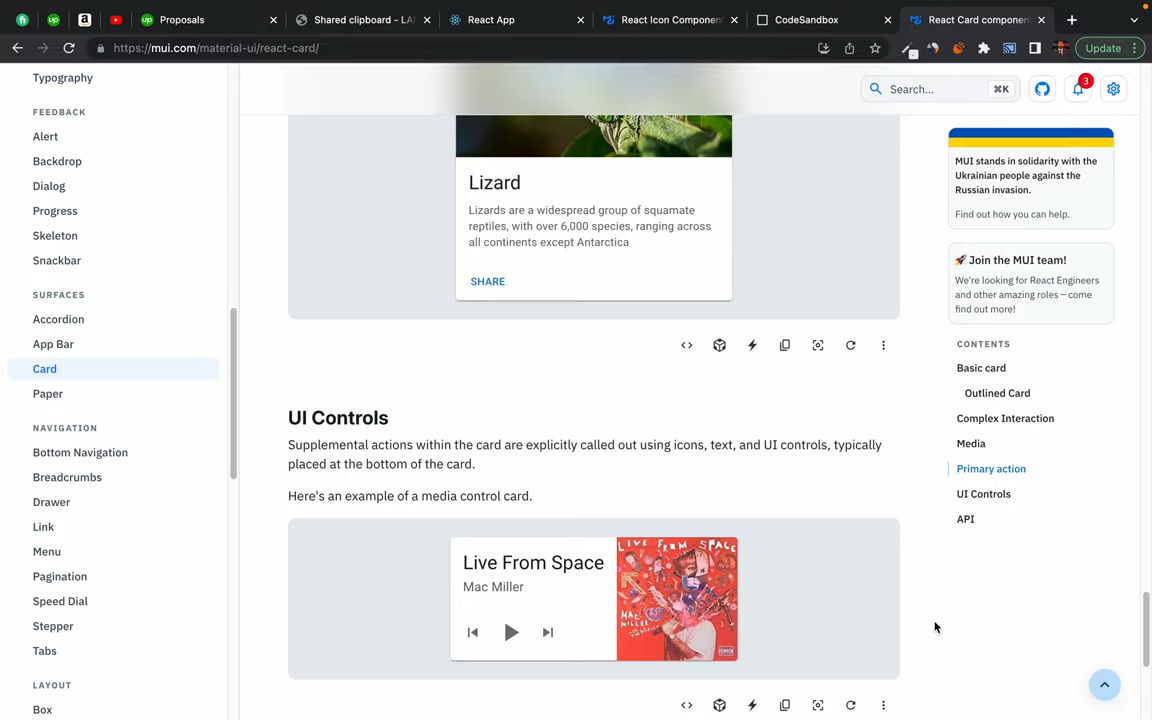 Proposals
Shared clipboard – LA
React App
React Icon Componen
CodeSandbox
React Card componen
https://mui.com/material-ui/react-card/
Update
Typography
FEEDBACK
Alert
Backdrop
Dialog
Progress
Skeleton
Snackbar
SURFACES
Accordion
App Bar
Card
Paper
NAVIGATION
Bottom Navigation
Breadcrumbs
Drawer
Link
Menu
Pagination
Speed Dial
Stepper
Tabs
LAYOUT
Box
Search...
⌘K
3
Lizard
Lizards are a widespread group of squamate
reptiles, with over 6,000 species, ranging across
all continents except Antarctica
SHARE
UI Controls
Supplemental actions within the card are explicitly called out using icons, text, and UI controls, typically
placed at the bottom of the card.
Here's an example of a media control card.
Live From Space
Mac Miller
LIVE FROM SPACE
MAC
MILLER
MUI stands in solidarity with the
Ukrainian people against the
Russian invasion.
Find out how you can help.
🚀 Join the MUI team!
We're looking for React Engineers
and other amazing roles—come
find out more!
CONTENTS
Basic card
Outlined Card
Complex Interaction
Media
Primary action
UI Controls
API